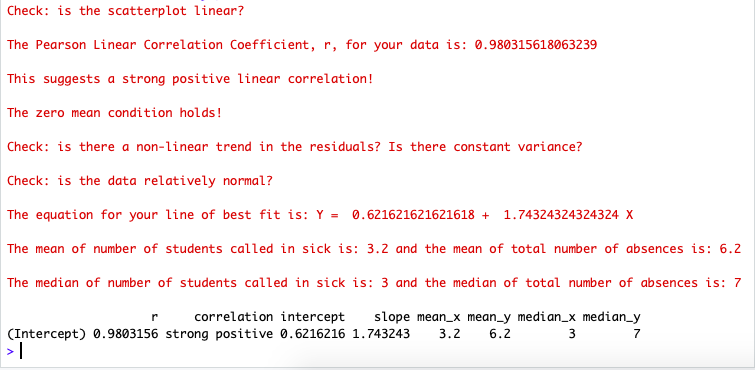 Check: is the scatterplot linear?
The Pearson Linear Correlation Coefficient, r, for your data is: 0.980315618063239
This suggests a strong positive linear correlation!
The zero mean condition holds!
Check: is there a non-linear trend in the residuals? Is there constant variance?
Check: is the data relatively normal?
The equation for your line of best fit is: Y =  0.621621621621618 +  1.74324324324324 X
The mean of number of students called in sick is: 3.2 and the mean of total number of absences is: 6.2
The median of number of students called in sick is: 3 and the median of total number of absences is: 7
r     correlation intercept    slope mean_x mean_y median_x median_y
(Intercept) 0.9803156 strong positive 0.6216216 1.743243    3.2    6.2        3        7
>